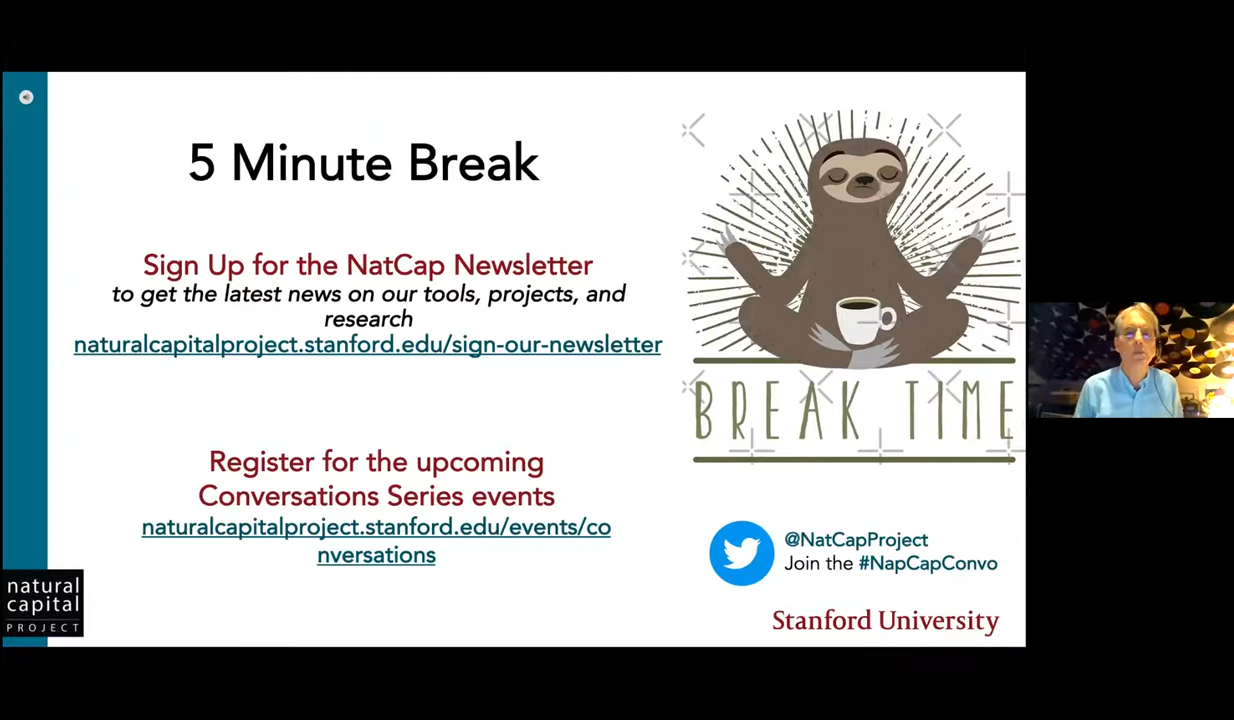 5 Minute Break
Sign Up for the NatCap Newsletter
to get the latest news on our tools, projects, and
research
naturalcapitalproject.stanford.edu/sign-our-newsletter
Register for the upcoming
Conversations Series events
naturalcapitalproject.stanford.edu/events/co
nversations
BREAK TIME
@NatCapProject
Join the #NapCapConvo
Stanford University
natural
capital
PROJECT